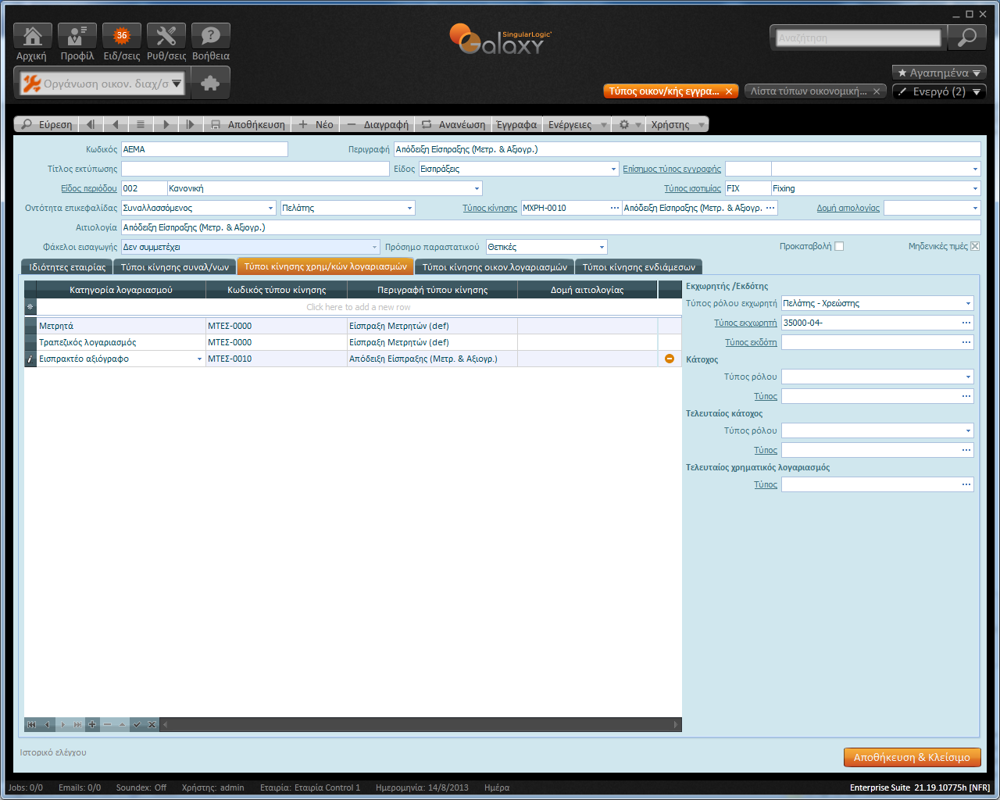 SingularLogic
Galaxy
Αναζήτηση
36
Αρχική Προφίλ Ειδ/σεις Ρυθ/σεις Βοήθεια
Οργάνωση οικον. διαχ/σ
Αγαπημένα
Τύπος οικον/κής εγγρα... Λίστα τύπων οικονομική... Ενεργό (2)
Εύρεση Αποθήκευση Νέο Διαγραφή Ανανέωση Έγγραφα Ενέργειες Χρήστης
Κωδικός ΑΕΜΑ Περιγραφή Απόδειξη Είσπραξης (Μετρ. & Αξιογρ.)
Τίτλος εκτύπωσης Είδος Εισπράξεις Επίσημος τύπος εγγραφής
Είδος περιόδου 002 Κανονική Τύπος ισοτιμίας FIX Fixing
Οντότητα επικεφαλίδας Συναλλασσόμενος Πελάτης Τύπος κίνησης ΜΧΡΗ-0010 Απόδειξη Είσπραξης (Μετρ. & Αξιογρ. Δομή αιτιολογίας
Αιτιολογία Απόδειξη Είσπραξης (Μετρ. & Αξιογρ.)
Φάκελοι εισαγωγής Δεν συμμετέχει Πρόσημο παραστατικού Θετικές Προκαταβολή Μηδενικές τιμές
Ιδιότητες εταιρίας Τύποι κίνησης συναλ/νων Τύποι κίνησης χρημ/κών λογαριασμών Τύποι κίνησης οικον.λογαριασμών Τύποι κίνησης ενδιάμεσων
Κατηγορία λογαριασμού Κωδικός τύπου κίνησης Περιγραφή τύπου κίνησης Δομή αιτιολογίας
Click here to add a new row
Μετρητά ΜΤΕΣ-0000 Είσπραξη Μετρητών (def)
Τραπεζικός λογαριασμός ΜΤΕΣ-0000 Είσπραξη Μετρητών (def)
Εισπρακτέο αξιόγραφο ΜΤΕΣ-0010 Απόδειξη Είσπραξης (Μετρ. & Αξιογρ.)
Εκχωρητής /Εκδότης
Τύπος ρόλου εκχωρητή Πελάτης - Χρεώστης
Τύπος εκχωρητή 35000-04-
Τύπος εκδότη
Κάτοχος
Τύπος ρόλου
Τύπος
Τελευταίος κάτοχος
Τύπος ρόλου
Τύπος
Τελευταίος χρηματικός λογαριασμός
Τύπος
Ιστορικό ελέγχου
Αποθήκευση & Κλείσιμο
Jobs: 0/0 Emails: 0/0 Soundex: Off Χρήστης: admin Εταιρία: Εταιρία Control 1 Ημερομηνία: 14/8/2013 Ημέρα Enterprise Suite 21.19.10775h [NFR]